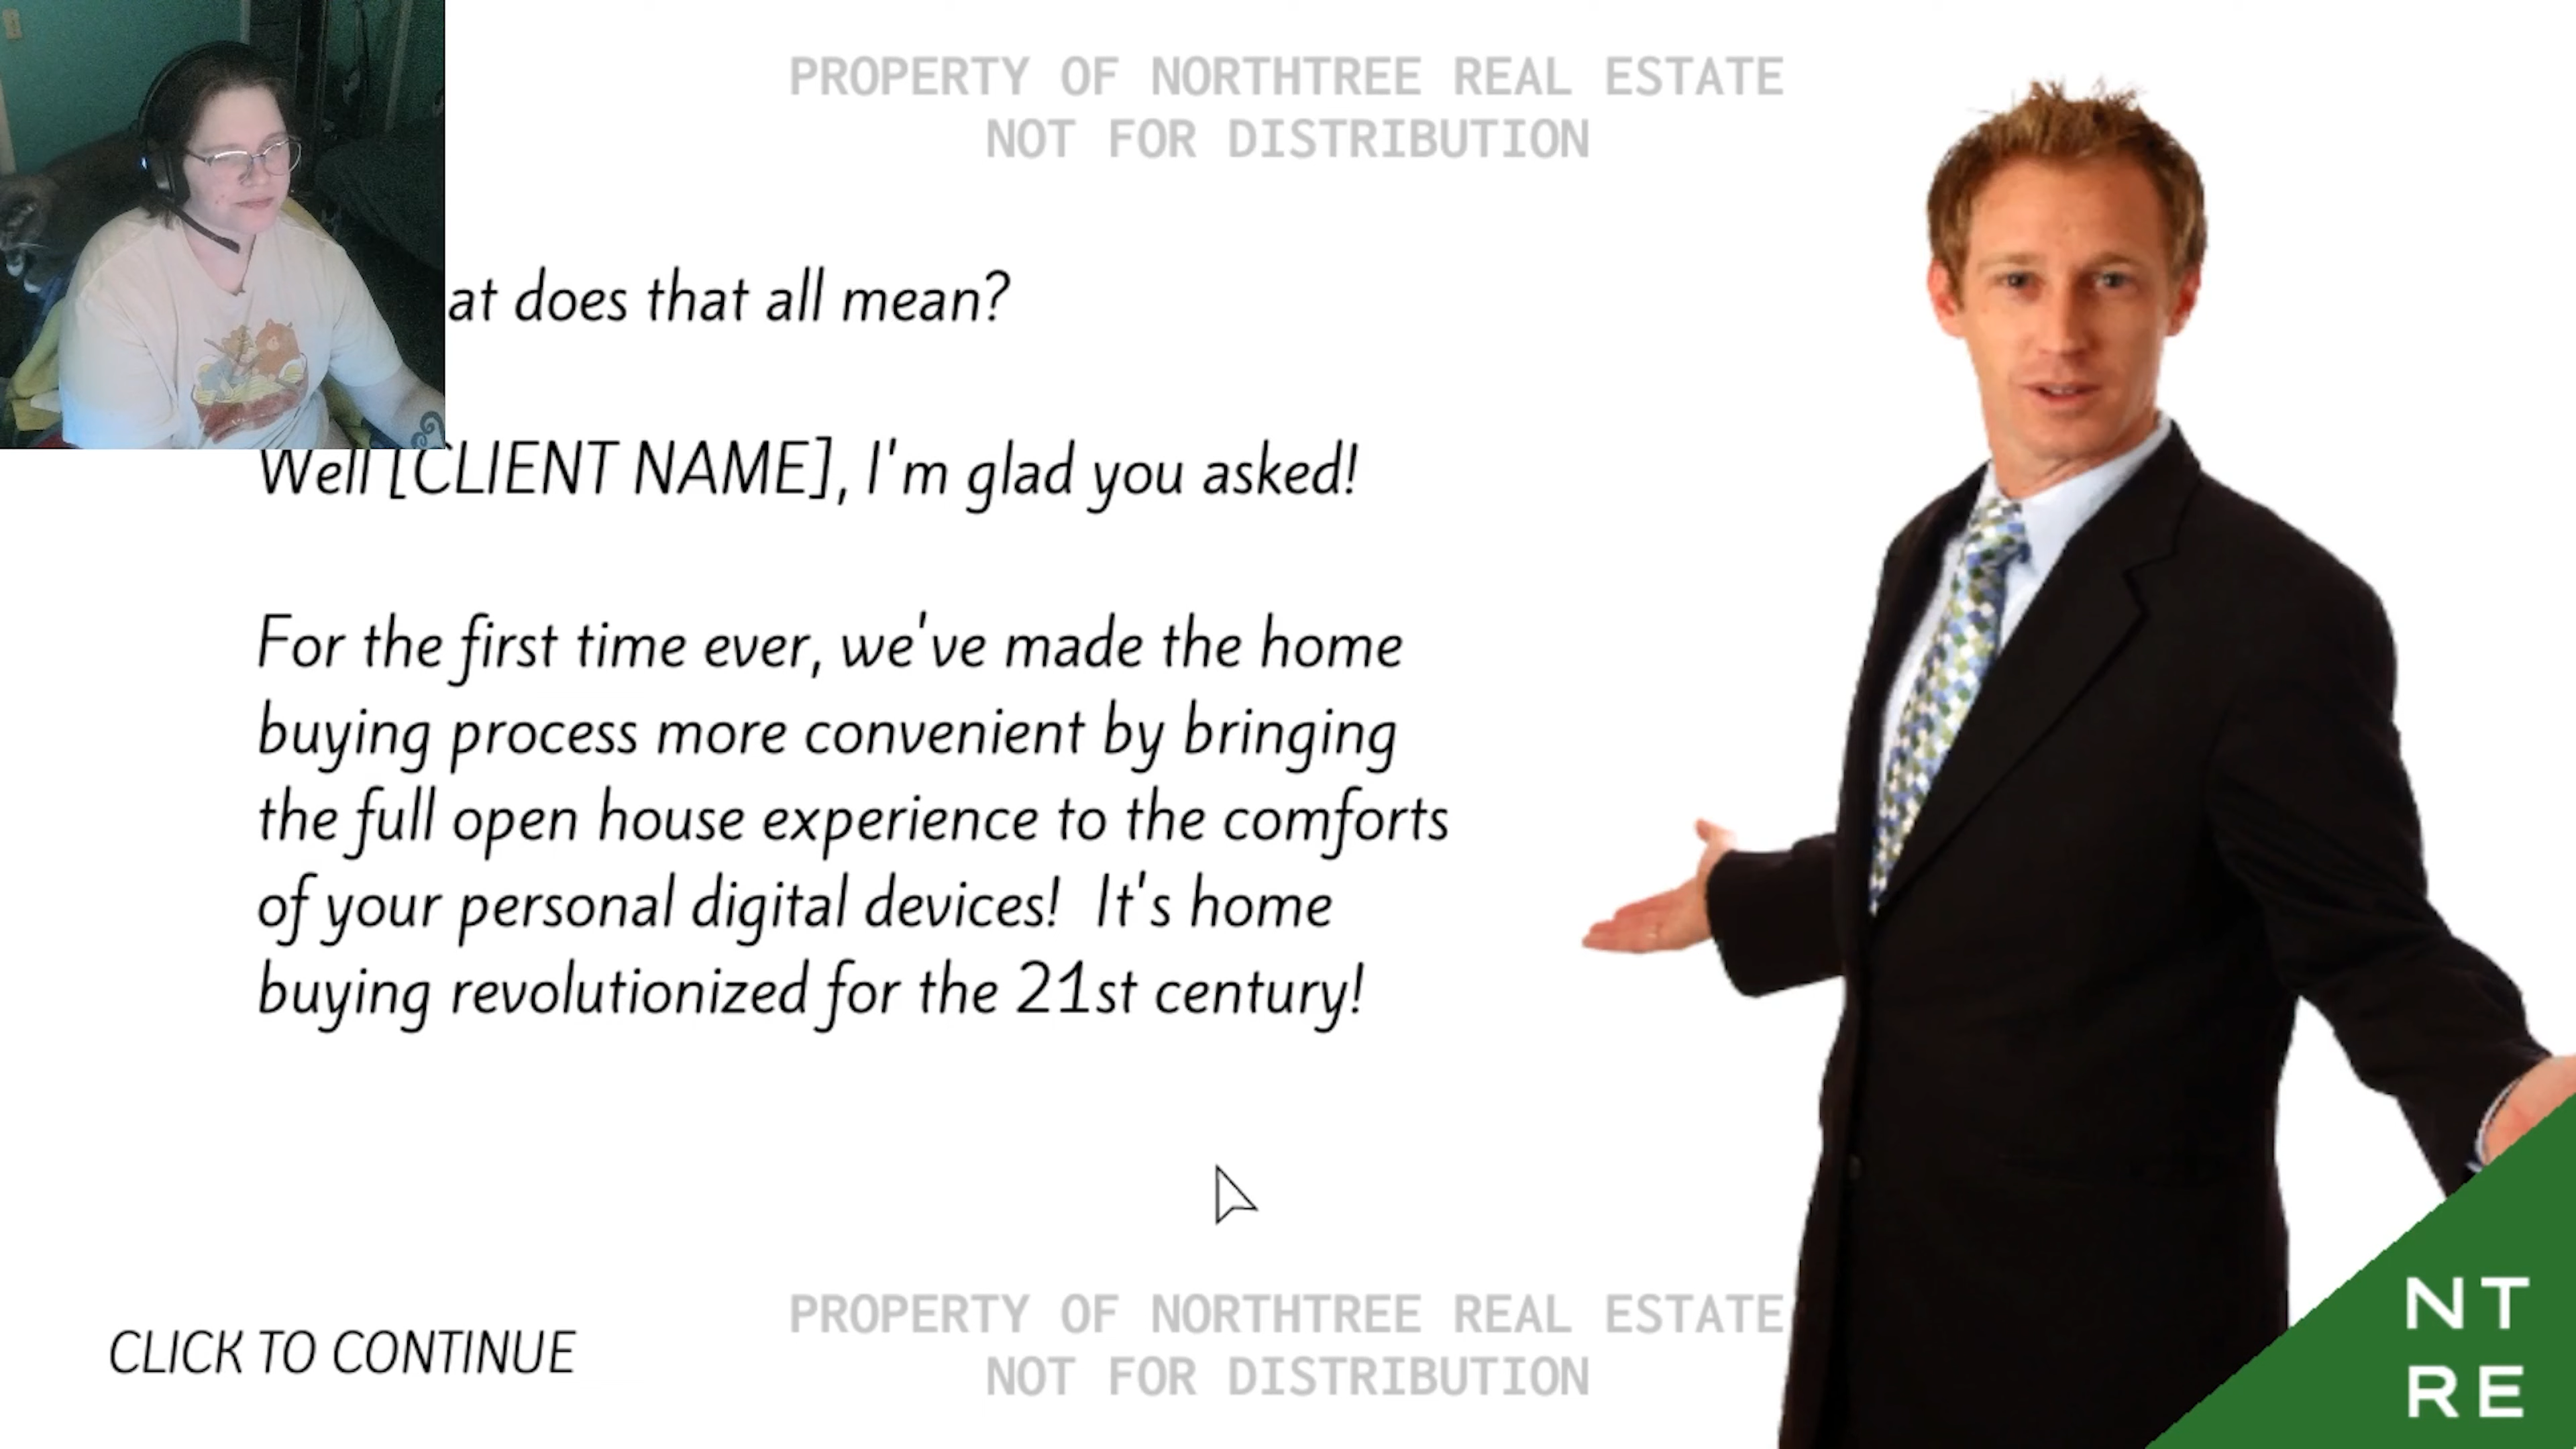 PROPERTY OF NORTHTREE REAL ESTATE
NOT FOR DISTRIBUTION
at does that all mean?
Well [CLIENT NAME], I'm glad you asked!
For the first time ever, we've made the home
buying process more convenient by bringing
the full open house experience to the comforts
of your personal digital devices!  It's home
buying revolutionized for the 21st century!
CLICK TO CONTINUE
PROPERTY OF NORTHTREE REAL ESTATE
NOT FOR DISTRIBUTION
NT
RE